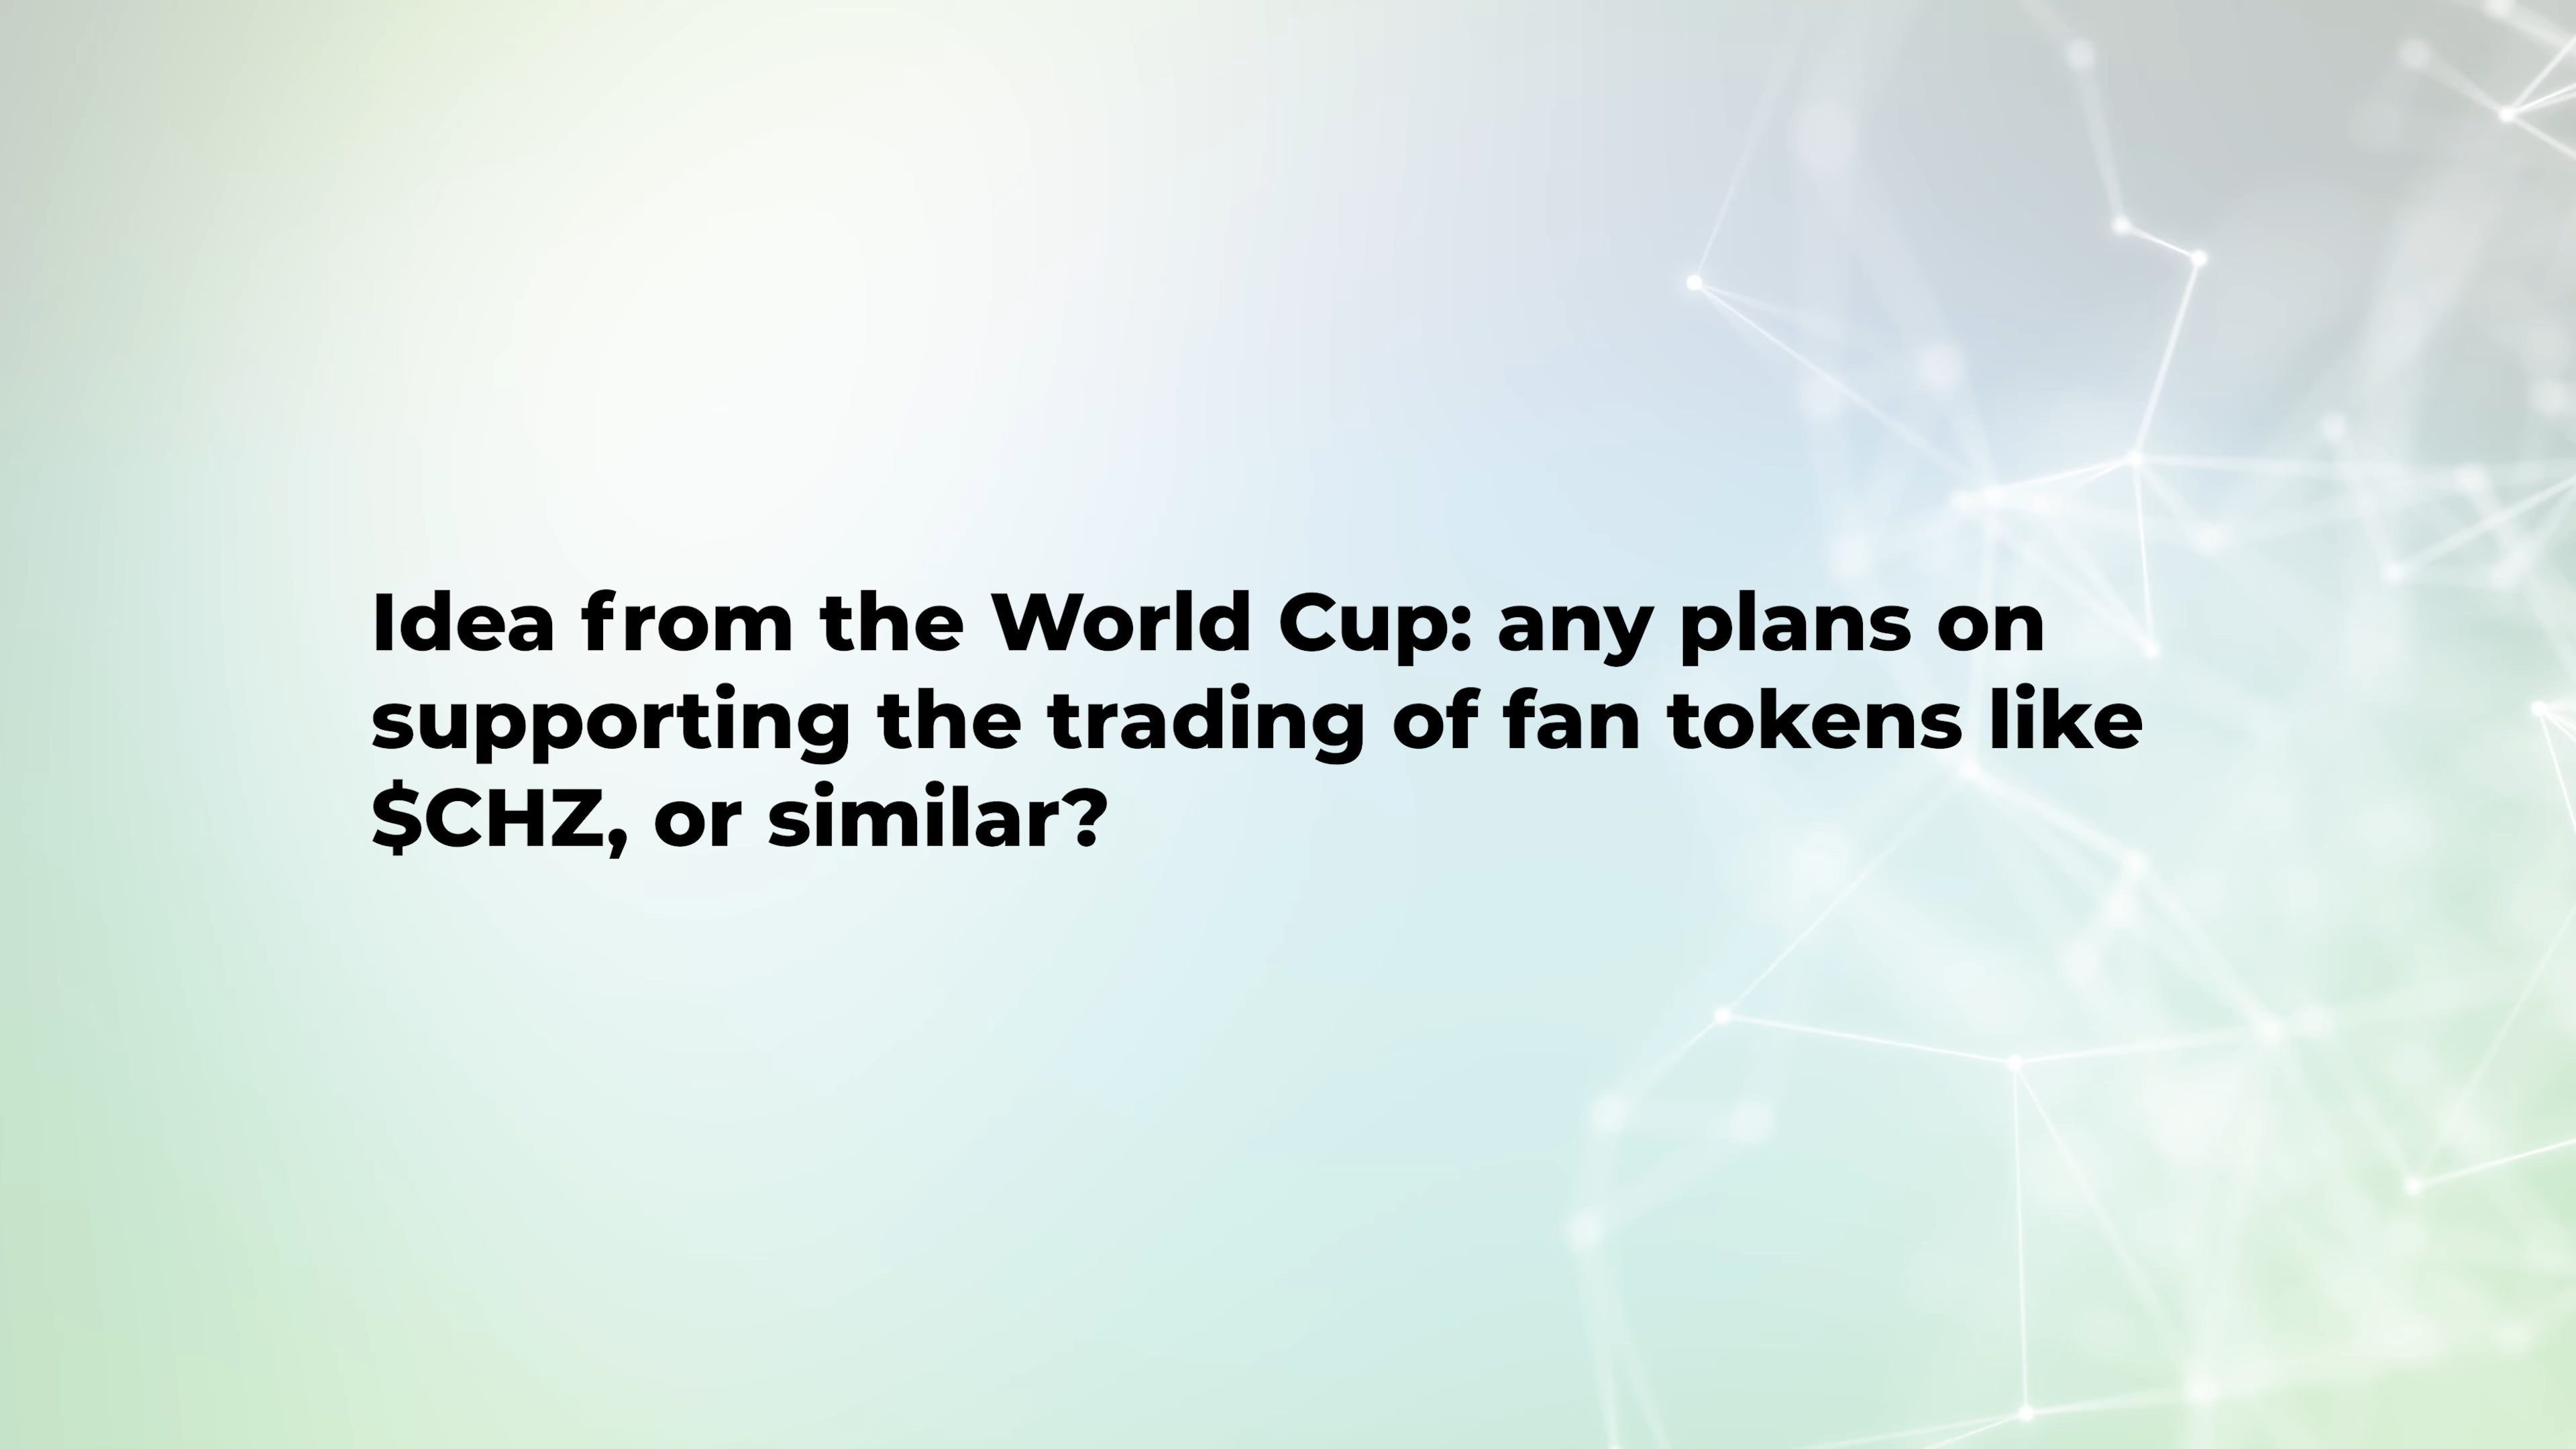 Idea from the World Cup: any plans on
supporting the trading of fan tokens like
$CHZ, or similar?